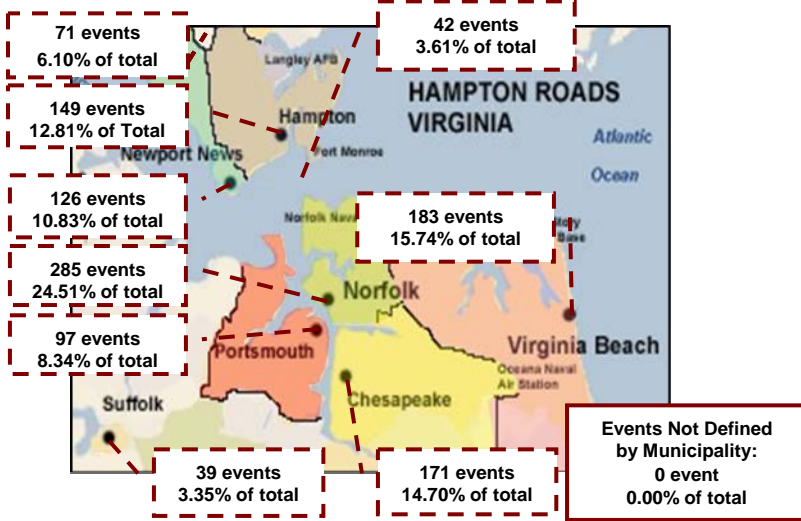 71 events
6.10% of total
42 events
3.61% of total
Langley AFB
149 events
12.81% of Total
Hampton
HAMPTON ROADS
VIRGINIA
Newport News
Fort Monroe
Atlantic
Ocean
126 events
10.83% of total
Norfolk Nava
183 events
15.74% of total
tory
Base
285 events
24.51% of Total
Norfolk
97 events
8.34% of total
Portsmouth
Virginia Beach
Oceana Naval
Air Station
Suffolk
Chesapeake
39 events
3.35% of total
171 events
14.70% of total
Events Not Defined
by Municipality:
0 event
0.00% of total